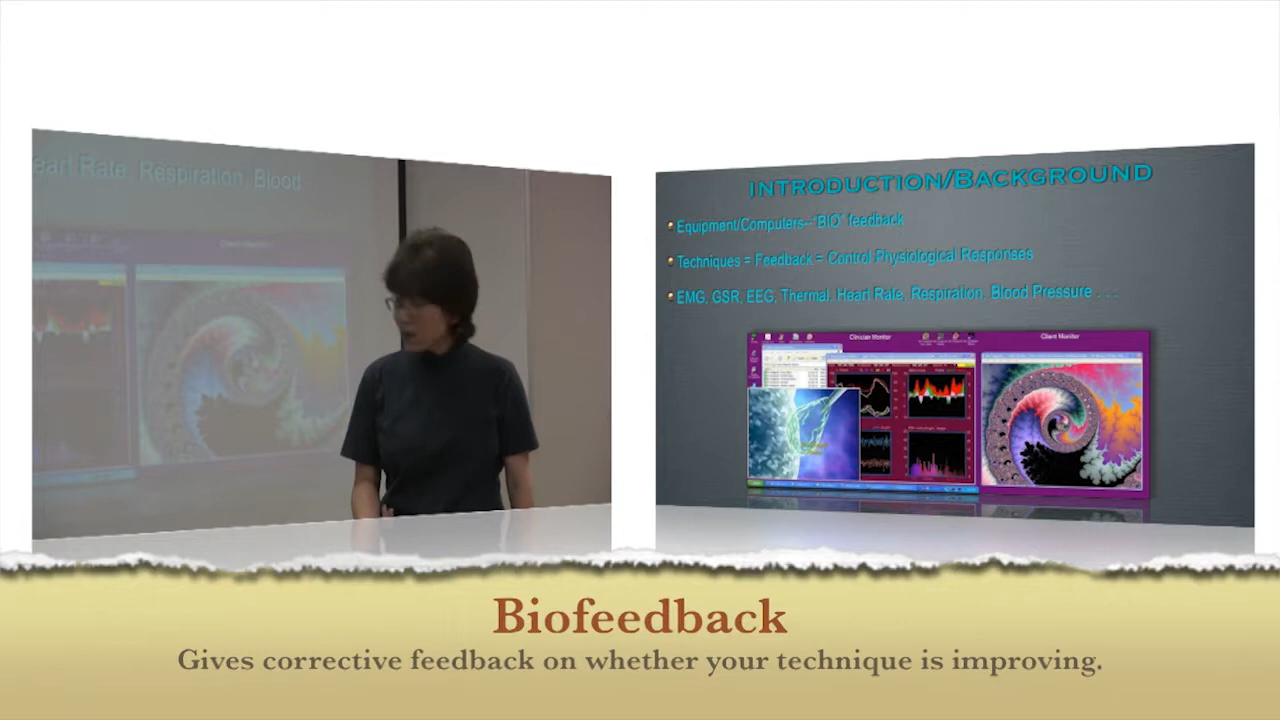 eart Rate, Respiration, Blood
INTRODUCTION/BACKGROUND
Equipment/Computers--"BIO" feedback
Techniques = Feedback = Control Physiological Responses
EMG, GSR, EEG, Thermal, Heart Rate, Respiration, Blood Pressure . . .
Clinician Monitor
Client Monitor
Biofeedback
Gives corrective feedback on whether your technique is improving.